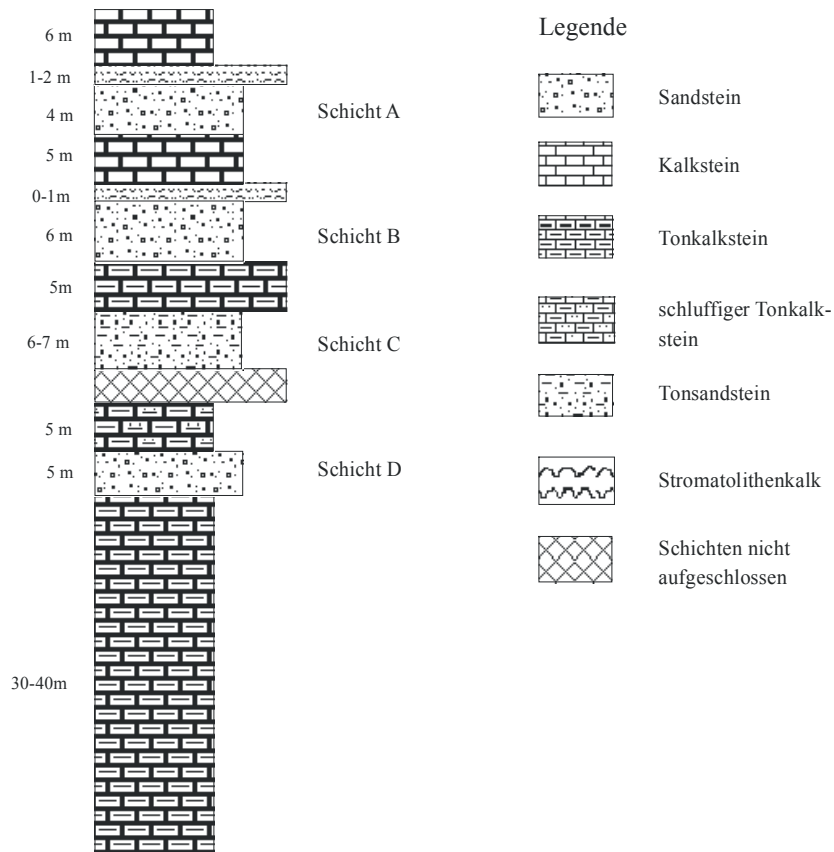 6 m
1-2 m
4 m
Schicht A
5 m
0-1m
6 m
Schicht B
5m
6-7 m
Schicht C
5 m
5 m
Schicht D
30-40m
Legende
Sandstein
Kalkstein
Tonkalkstein
schluffiger Tonkalk-
stein
Tonsandstein
Stromatolithenkalk
Schichten nicht
aufgeschlossen